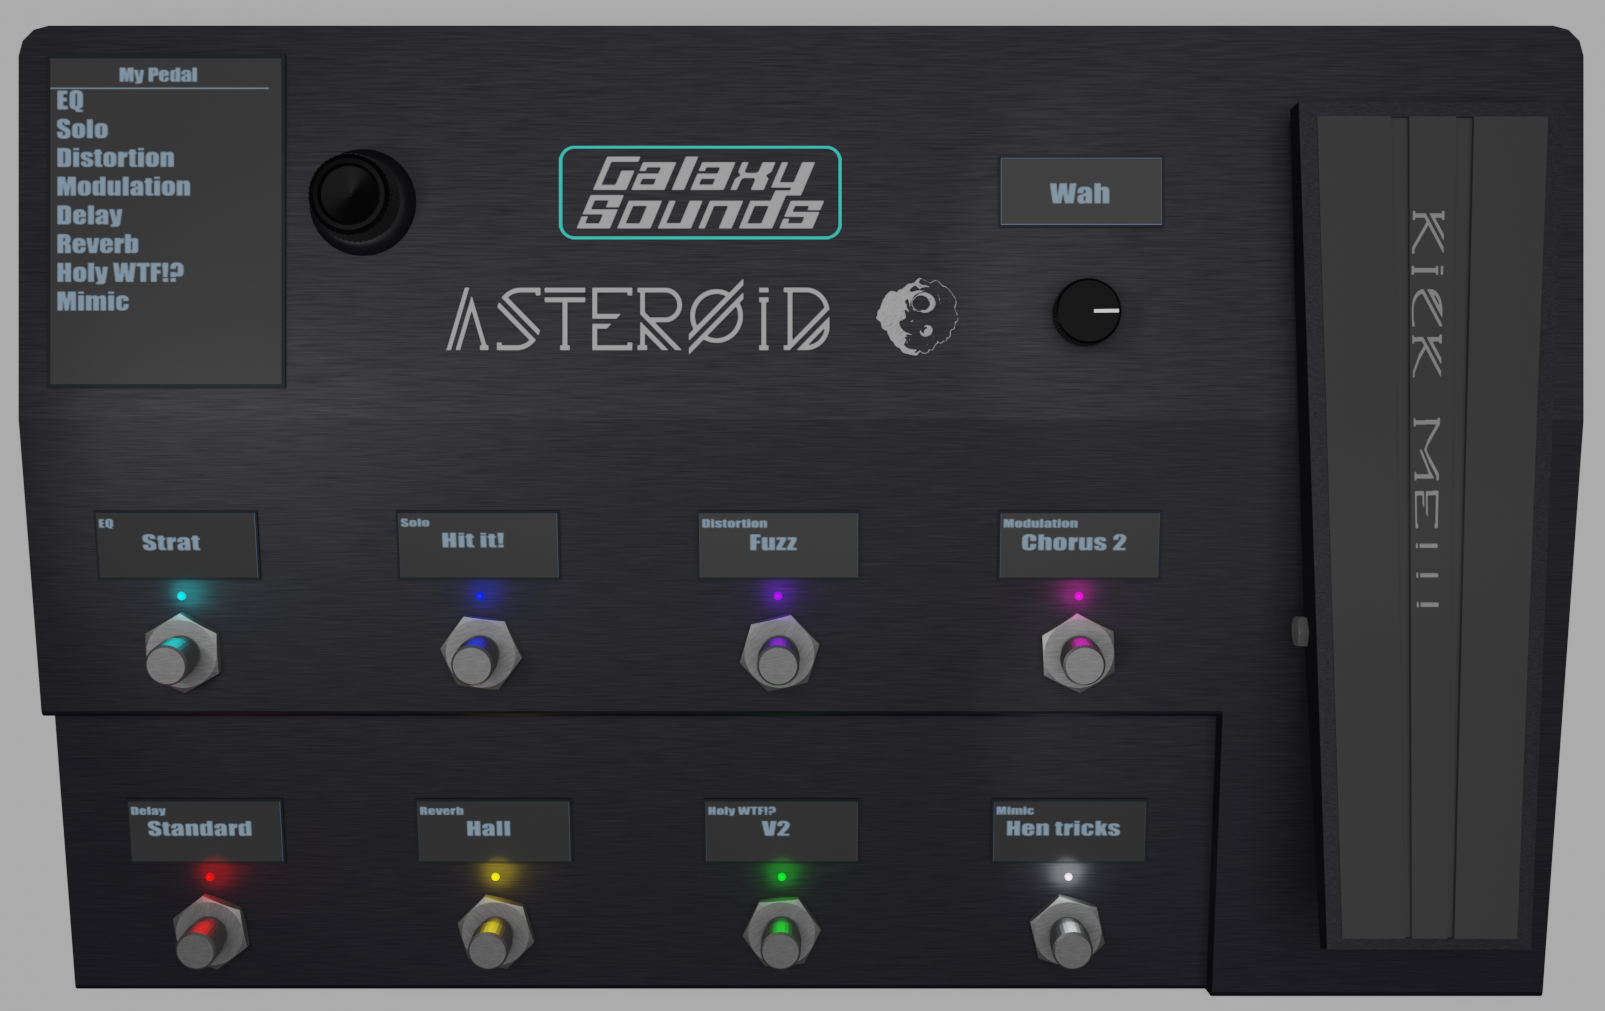 My Pedal
EQ
Solo
Distortion
Modulation
Delay
Reverb
Holy WTF!?
Mimic
Galaxy
Sounds
ASTERØiD
Wah
KicK Me!!!
EQ
Strat
Solo
Hit it!
Distortion
Fuzz
Modulation
Chorus 2
Delay
Standard
Reverb
Hall
Holy WTF!?
V2
Mimic
Hen tricks